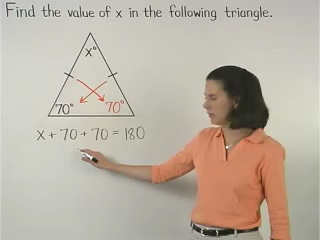 Find the value of x in the following triangle.
x°
70° 70°
x + 70 + 70 = 180